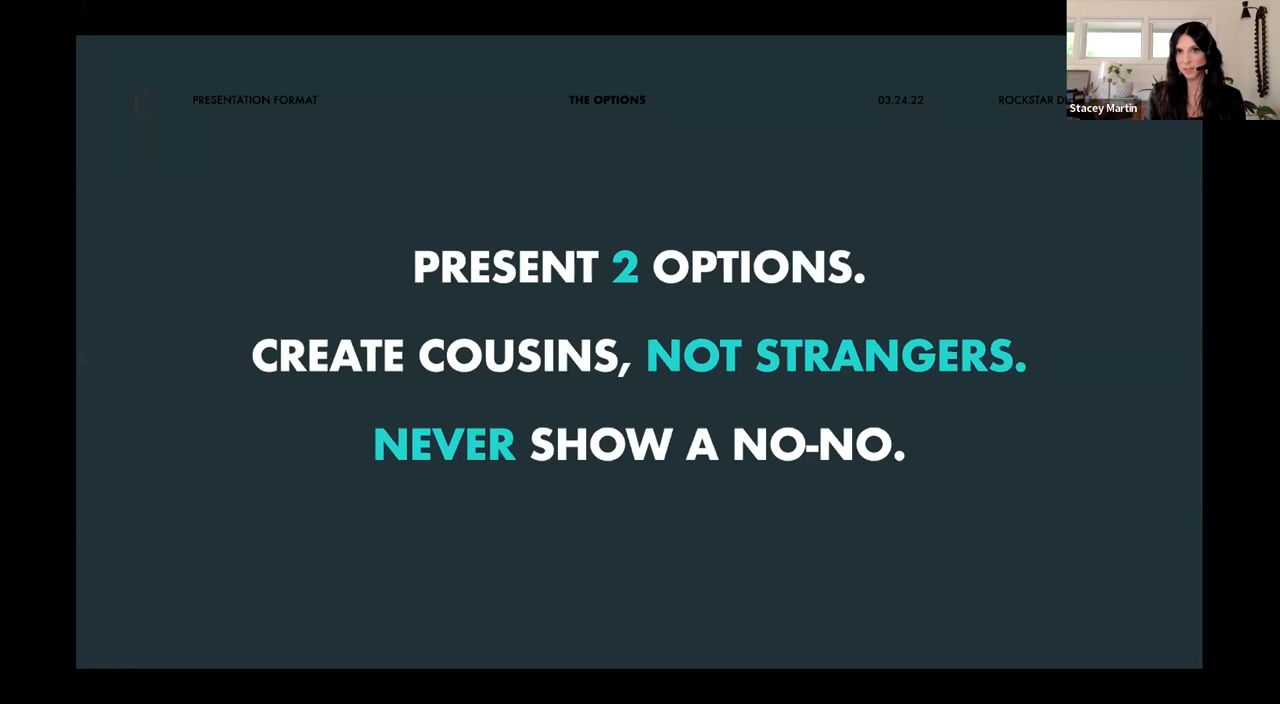 PRESENTATION FORMAT THE OPTIONS 03.24.22 ROCKSTAR
Stacey Martin
PRESENT 2 OPTIONS.
CREATE COUSINS, NOT STRANGERS.
NEVER SHOW A NO-NO.